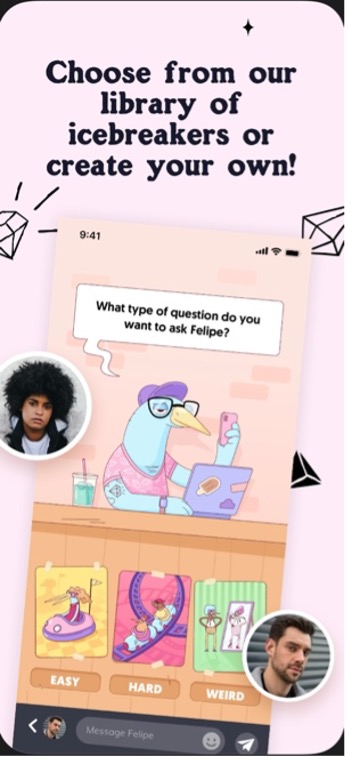 Choose from our
library of
icebreakers or
create your own!
9:41
What type of question do you
want to ask Felipe?
EASY
HARD
WEIRD
Message Felipe